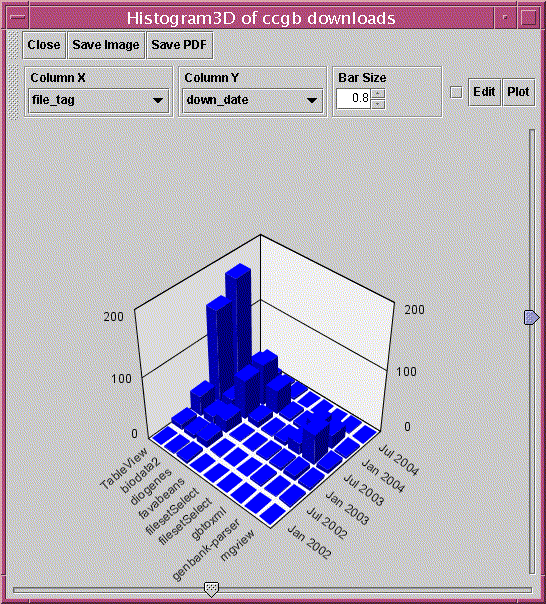 Histogram3D of ccgb downloads
Close Save Image Save PDF
Column X Column Y Bar Size
file_tag down_date 0.8 Edit Plot
200 200
100 100
0 0
TableView
biodata2
diogenes
favabeans
filesetSelect
filesetSelect
gbtoxml
genbank-parser
mgview
Jan 2002
Jul 2002
Jan 2003
Jul 2003
Jan 2004
Jul 2004